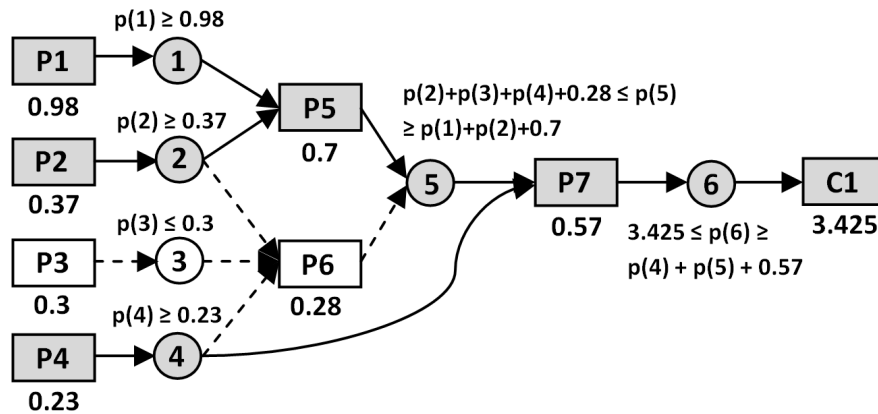 p(1) ≥ 0.98
P1
1
0.98
p(2) ≥ 0.37
P5
p(2)+p(3)+p(4)+0.28 ≤ p(5)
≥ p(1)+p(2)+0.7
P2
2
0.7
0.37
5
P7
6
C1
p(3) ≤ 0.3
0.57
3.425
P3
3
P6
3.425 ≤ p(6) ≥
p(4) + p(5) + 0.57
0.3
0.28
p(4) ≥ 0.23
P4
4
0.23